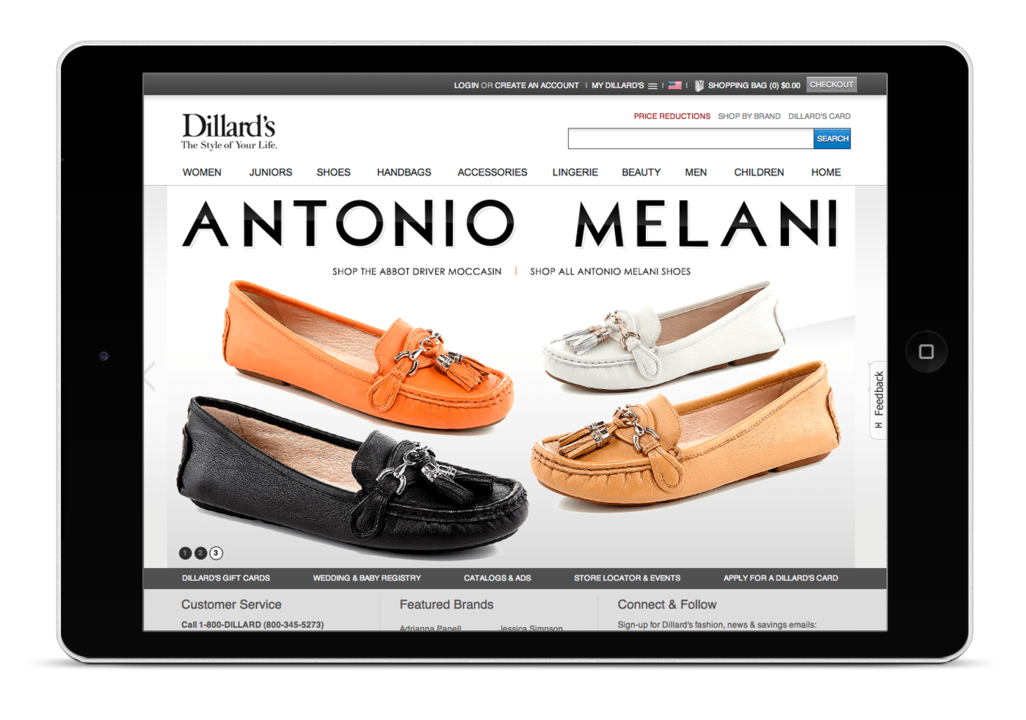 LOGIN OR CREATE AN ACCOUNT | MY DILLARD'S | | SHOPPING BAG (0) $0.00 CHECKOUT
PRICE REDUCTIONS SHOP BY BRAND DILLARD'S CARD
Dillard's
The Style of Your Life.
SEARCH
WOMEN JUNIORS SHOES HANDBAGS ACCESSORIES LINGERIE BEAUTY MEN CHILDREN HOME
ANTONIO MELANI
SHOP THE ABBOT DRIVER MOCCASIN | SHOP ALL ANTONIO MELANI SHOES
[+] Feedback
1 2 3
DILLARD'S GIFT CARDS WEDDING & BABY REGISTRY CATALOGS & ADS STORE LOCATOR & EVENTS APPLY FOR A DILLARD'S CARD
Customer Service Featured Brands Connect & Follow
Call 1-800-DILLARD (800-345-5273) Adrianna Papell Jessica Simpson Sign-up for Dillard's fashion, news & savings emails: